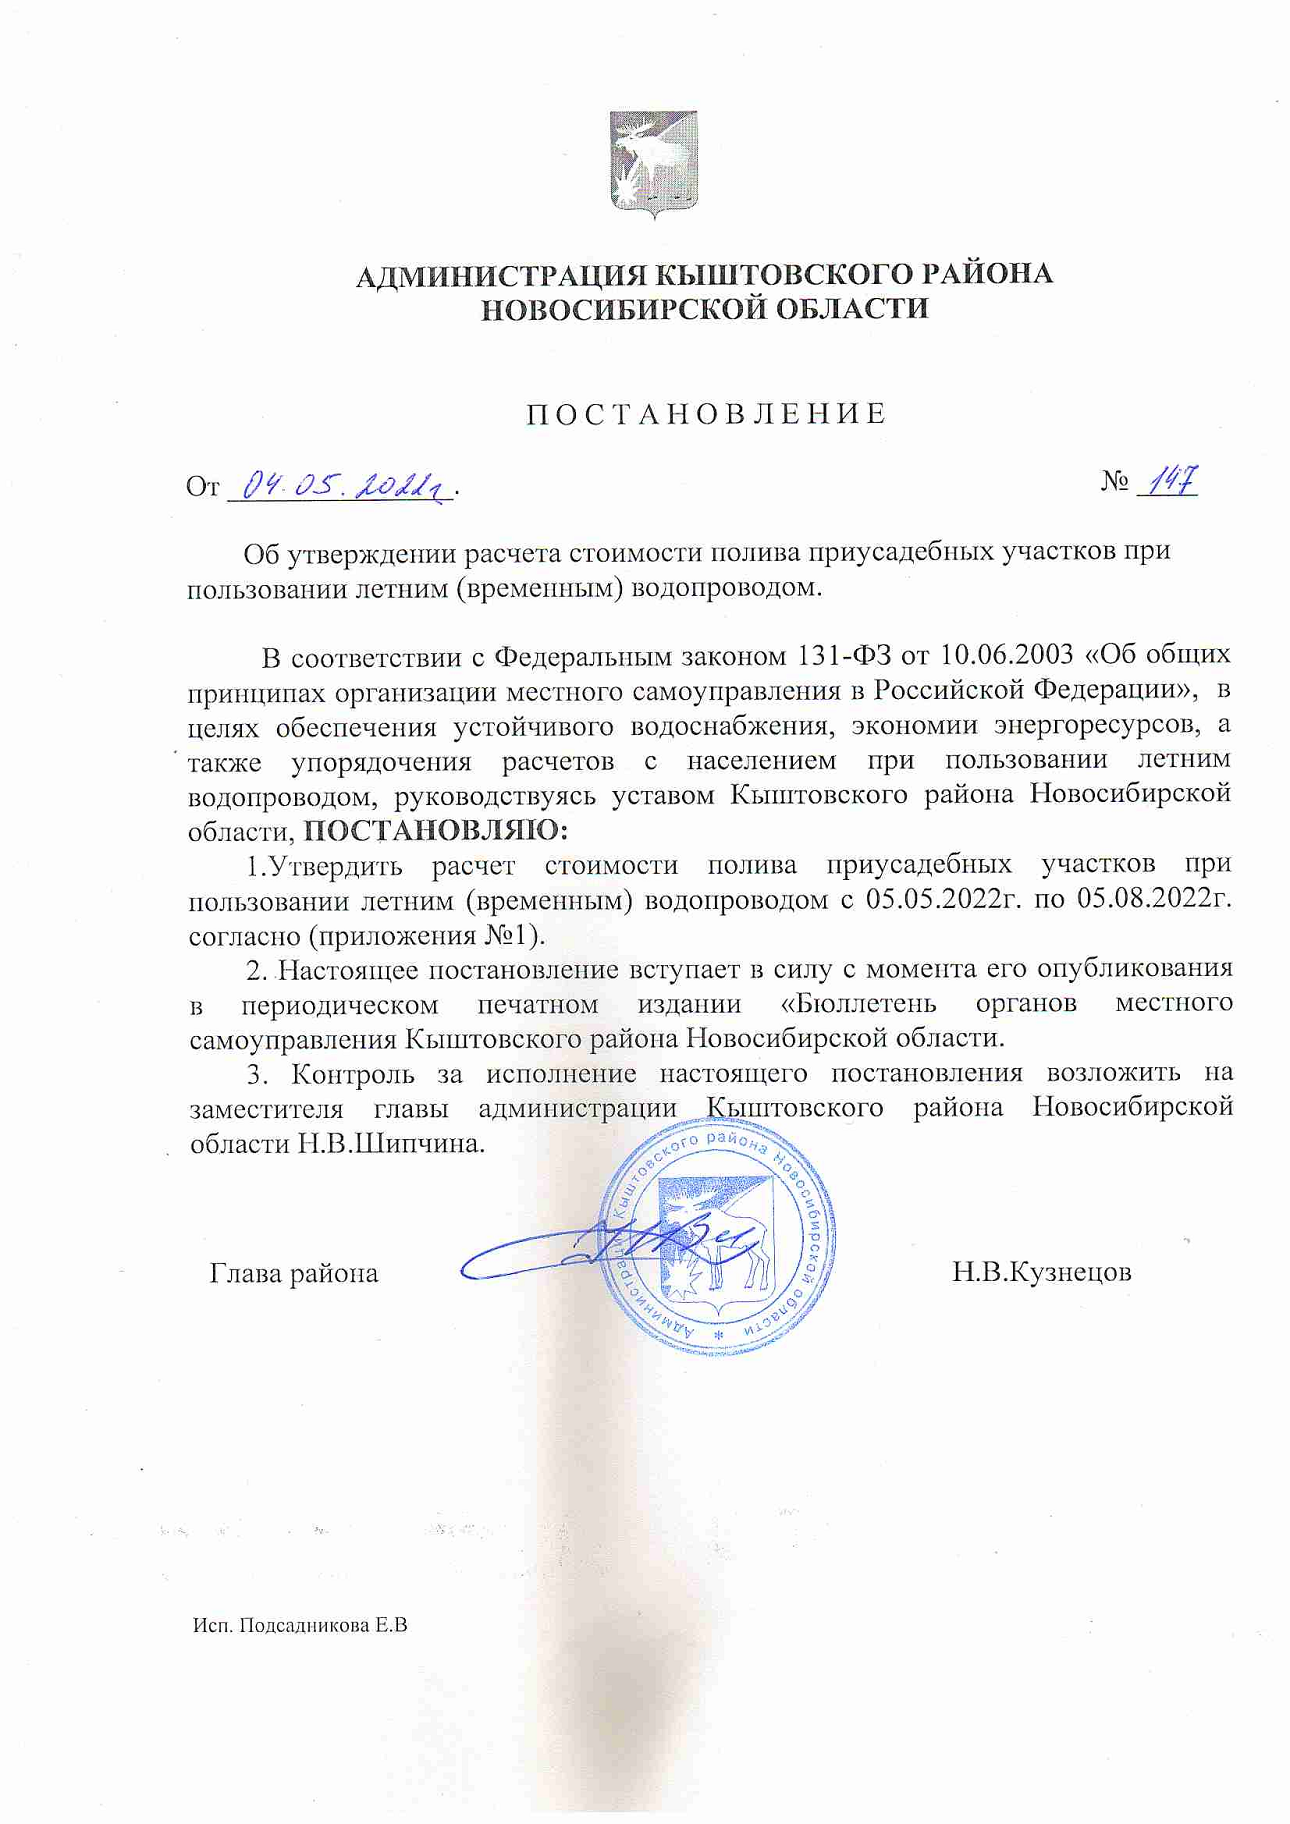 АДМИНИСТРАЦИЯ КЫШТОВСКОГО РАЙОНА
НОВОСИБИРСКОЙ ОБЛАСТИ
П О С Т А Н О В Л Е Н И Е
От 04.05.2022г. № 147
Об утверждении расчета стоимости полива приусадебных участков при
пользовании летним (временным) водопроводом.
В соответствии с Федеральным законом 131-ФЗ от 10.06.2003 «Об общих
принципах организации местного самоуправления в Российской Федерации», в
целях обеспечения устойчивого водоснабжения, экономии энергоресурсов, а
также упорядочения расчетов с населением при пользовании летним
водопроводом, руководствуясь уставом Кыштовского района Новосибирской
области, ПОСТАНОВЛЯЮ:
1.Утвердить расчет стоимости полива приусадебных участков при
пользовании летним (временным) водопроводом с 05.05.2022г. по 05.08.2022г.
согласно (приложения №1).
2. Настоящее постановление вступает в силу с момента его опубликования
в периодическом печатном издании «Бюллетень органов местного
самоуправления Кыштовского района Новосибирской области.
3. Контроль за исполнение настоящего постановления возложить на
заместителя главы администрации Кыштовского района Новосибирской
области Н.В.Шипчина.
Администрация Кыштовского района Новосибирской области *
Глава района Н.В.Кузнецов
Исп. Подсадникова Е.В